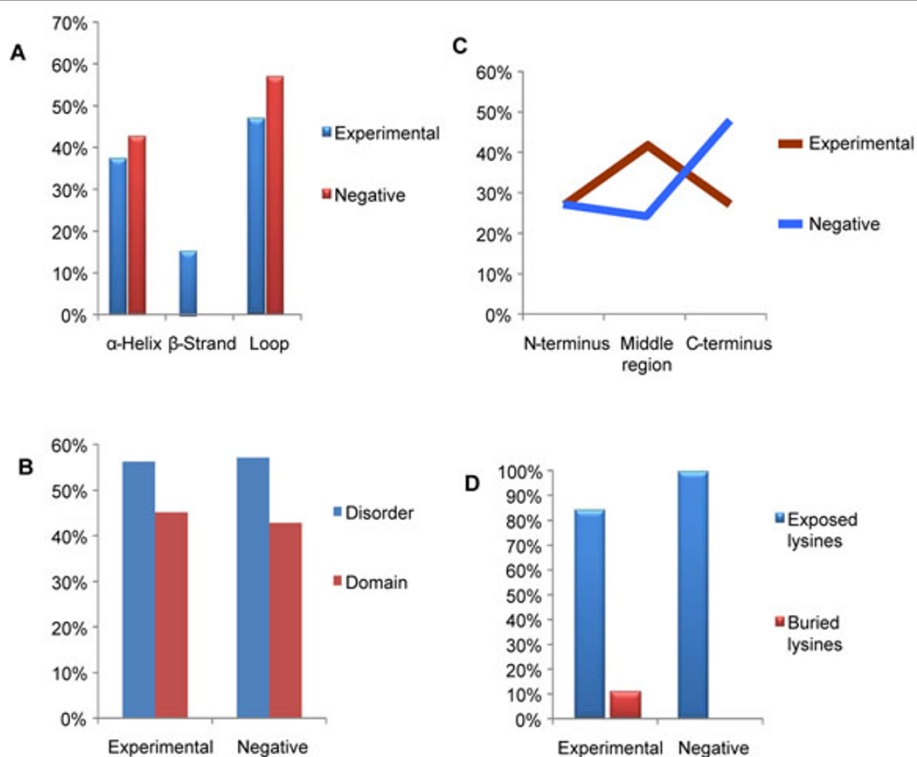 A
70%
60%
50%
40%
30%
20%
10%
0%
α-Helix β-Strand Loop
Experimental
Negative
C
60%
50%
40%
30%
20%
10%
0%
N-terminus Middle region C-terminus
Experimental
Negative
B
60%
50%
40%
30%
20%
10%
0%
Experimental Negative
Disorder
Domain
D
100%
90%
80%
70%
60%
50%
40%
30%
20%
10%
0%
Experimental Negative
Exposed
lysines
Buried
lysines